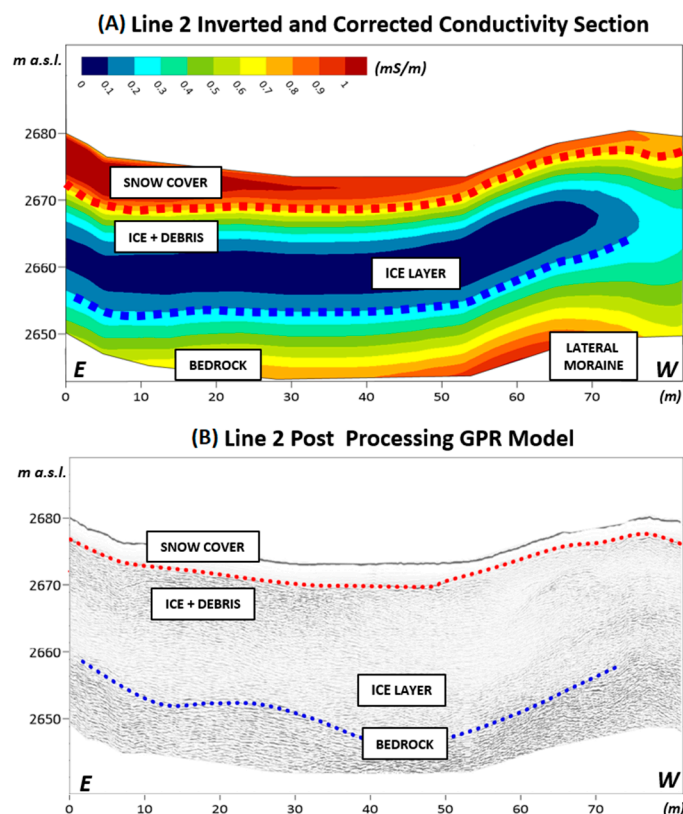 (A) Line 2 Inverted and Corrected Conductivity Section
m a.s.l.
(mS/m)
0 0.1 0.2 0.3 0.4 0.5 0.6 0.7 0.8 0.9 1
2680
SNOW COVER
2670
ICE + DEBRIS
2660
ICE LAYER
2650
BEDROCK
LATERAL
MORAINE
E W
0 10 20 30 40 50 60 70 (m)
(B) Line 2 Post Processing GPR Model
m a.s.l.
2680
SNOW COVER
2670
ICE + DEBRIS
2660
ICE LAYER
2650
BEDROCK
E W
0 10 20 30 40 50 60 70 (m)